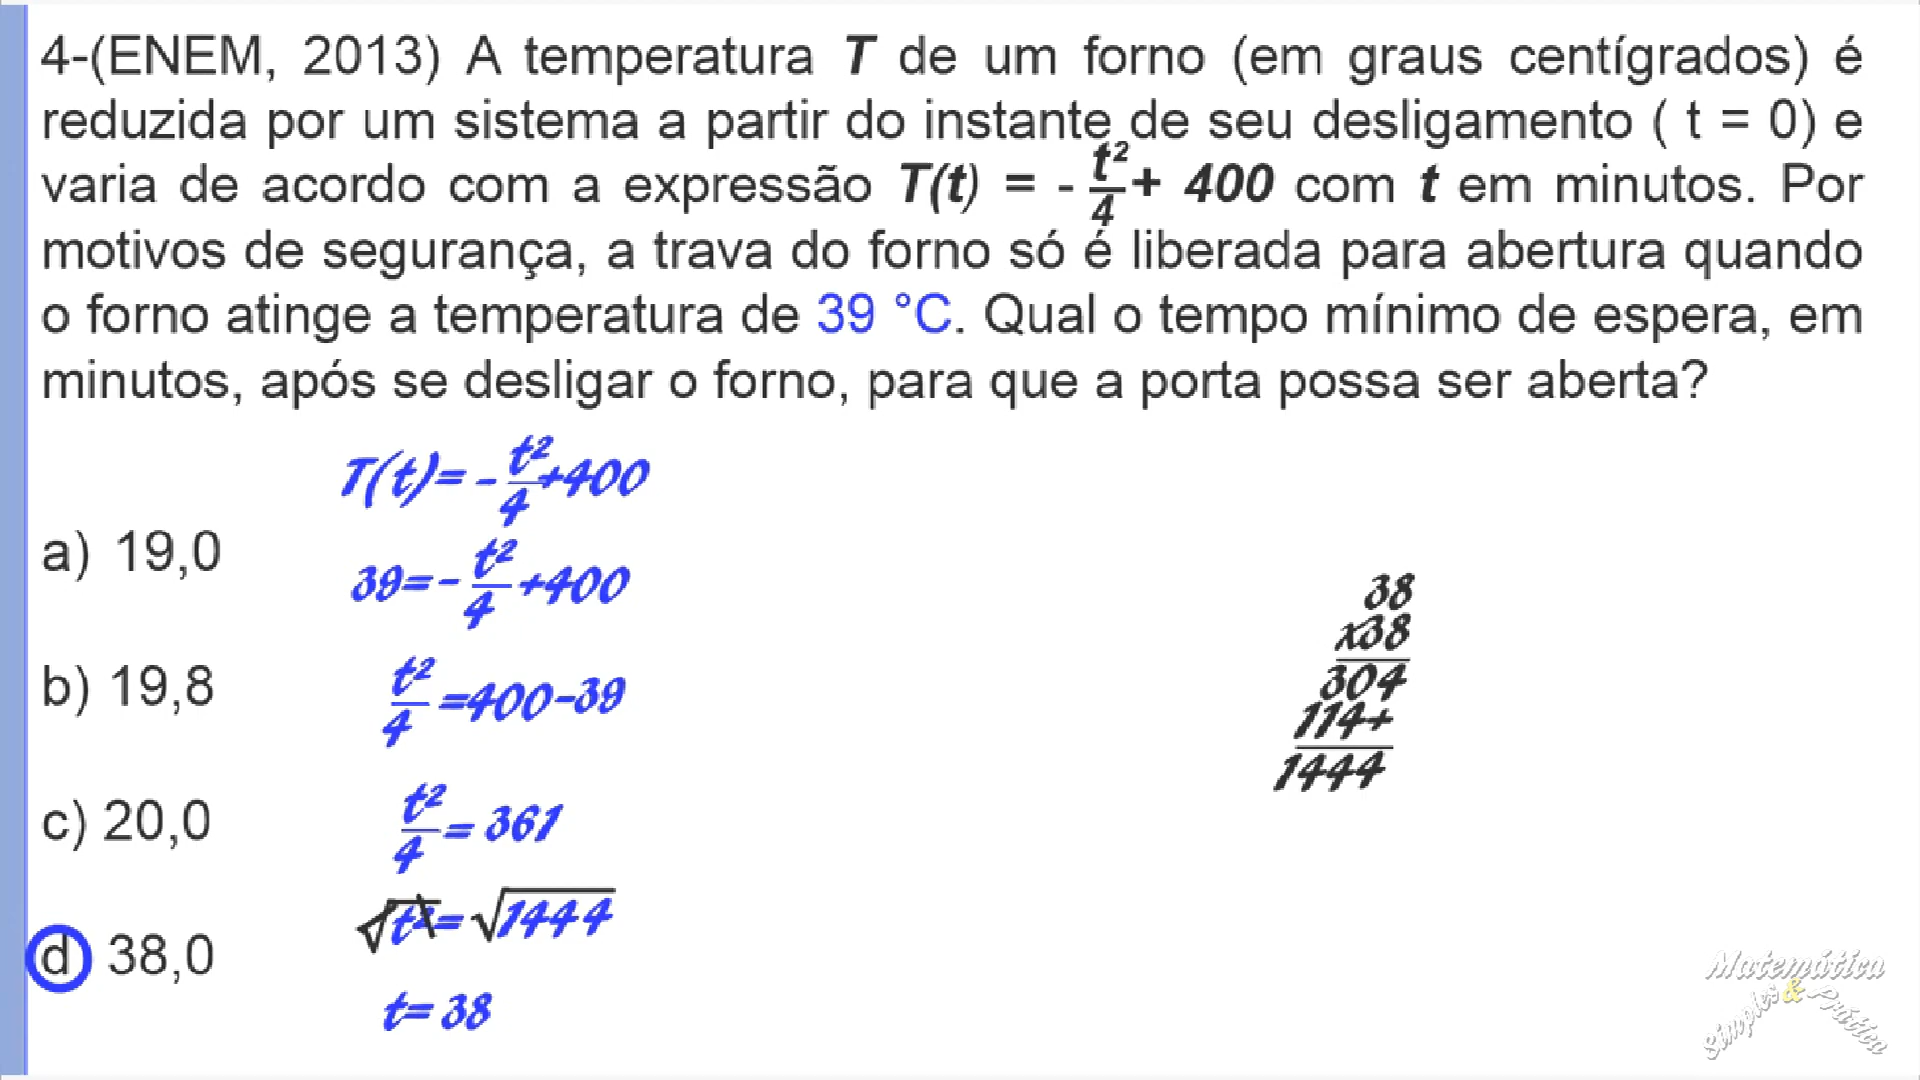 4-(ENEM, 2013) A temperatura T de um forno (em graus centígrados) é
reduzida por um sistema a partir do instante de seu desligamento ( t = 0) e
varia de acordo com a expressão T(t) = - t²/4 + 400 com t em minutos. Por
motivos de segurança, a trava do forno só é liberada para abertura quando
o forno atinge a temperatura de 39 °C. Qual o tempo mínimo de espera, em
minutos, após se desligar o forno, para que a porta possa ser aberta?
T(t)= - t²/4 +400
a) 19,0
39= - t²/4 +400
b) 19,8
t²/4 =400-39
c) 20,0
t²/4 = 361
√t² = √1444
d) 38,0
t= 38
38
x38
304
114+
1444
Matemática
Simples & Prática